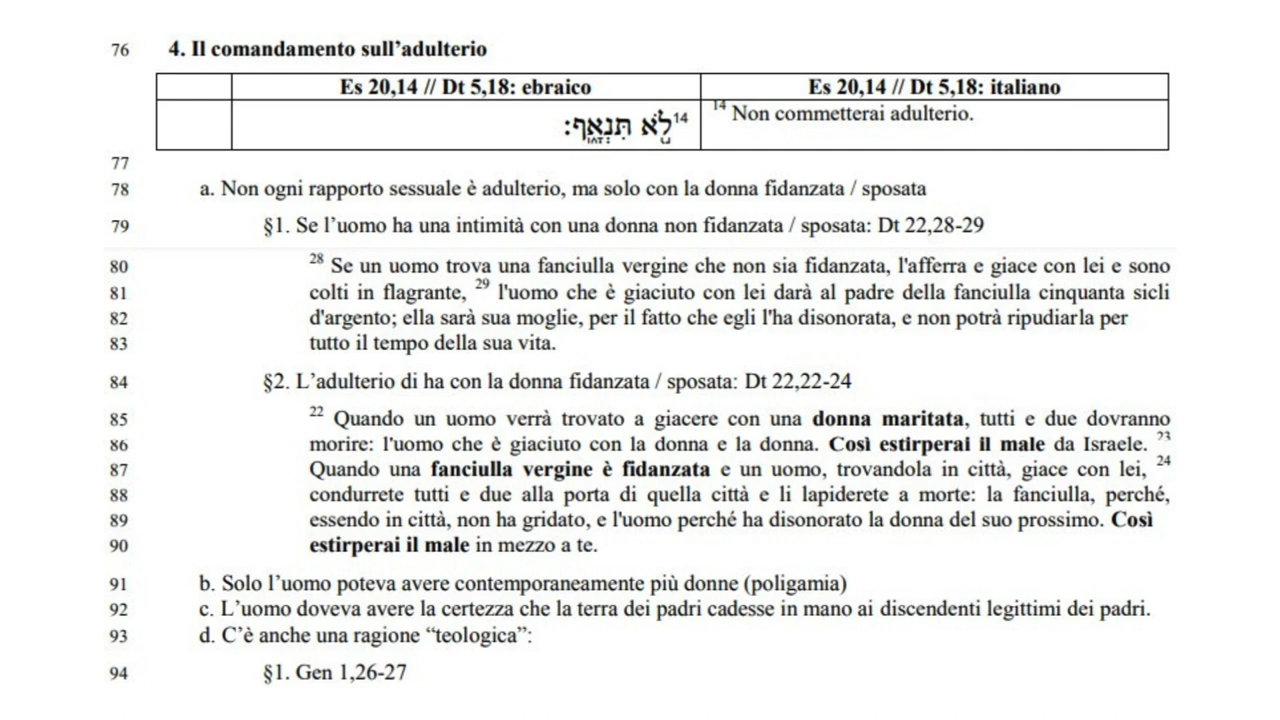 76 4. Il comandamento sull’adulterio
Es 20,14 // Dt 5,18: ebraico Es 20,14 // Dt 5,18: italiano
14 לֹ֣֖א תִּנְאָֽ֑ף׃ 14 Non commetterai adulterio.
77
78 a. Non ogni rapporto sessuale è adulterio, ma solo con la donna fidanzata / sposata
79 §1. Se l’uomo ha una intimità con una donna non fidanzata / sposata: Dt 22,28-29
80 28 Se un uomo trova una fanciulla vergine che non sia fidanzata, l'afferra e giace con lei e sono
81 colti in flagrante, 29 l'uomo che è giaciuto con lei darà al padre della fanciulla cinquanta sicli
82 d'argento; ella sarà sua moglie, per il fatto che egli l'ha disonorata, e non potrà ripudiarla per
83 tutto il tempo della sua vita.
84 §2. L’adulterio di ha con la donna fidanzata / sposata: Dt 22,22-24
85 22 Quando un uomo verrà trovato a giacere con una donna maritata, tutti e due dovranno
86 morire: l'uomo che è giaciuto con la donna e la donna. Così estirperai il male da Israele. 23
87 Quando una fanciulla vergine è fidanzata e un uomo, trovandola in città, giace con lei, 24
88 condurrete tutti e due alla porta di quella città e li lapiderete a morte: la fanciulla, perché,
89 essendo in città, non ha gridato, e l'uomo perché ha disonorato la donna del suo prossimo. Così
90 estirperai il male in mezzo a te.
91 b. Solo l’uomo poteva avere contemporaneamente più donne (poligamia)
92 c. L’uomo doveva avere la certezza che la terra dei padri cadesse in mano ai discendenti legittimi dei padri.
93 d. C’è anche una ragione “teologica”:
94 §1. Gen 1,26-27